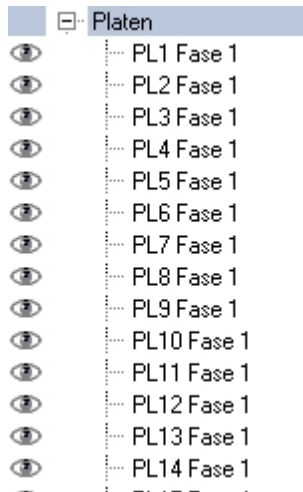 Platen
PL1 Fase 1
PL2 Fase 1
PL3 Fase 1
PL4 Fase 1
PL5 Fase 1
PL6 Fase 1
PL7 Fase 1
PL8 Fase 1
PL9 Fase 1
PL10 Fase 1
PL11 Fase 1
PL12 Fase 1
PL13 Fase 1
PL14 Fase 1